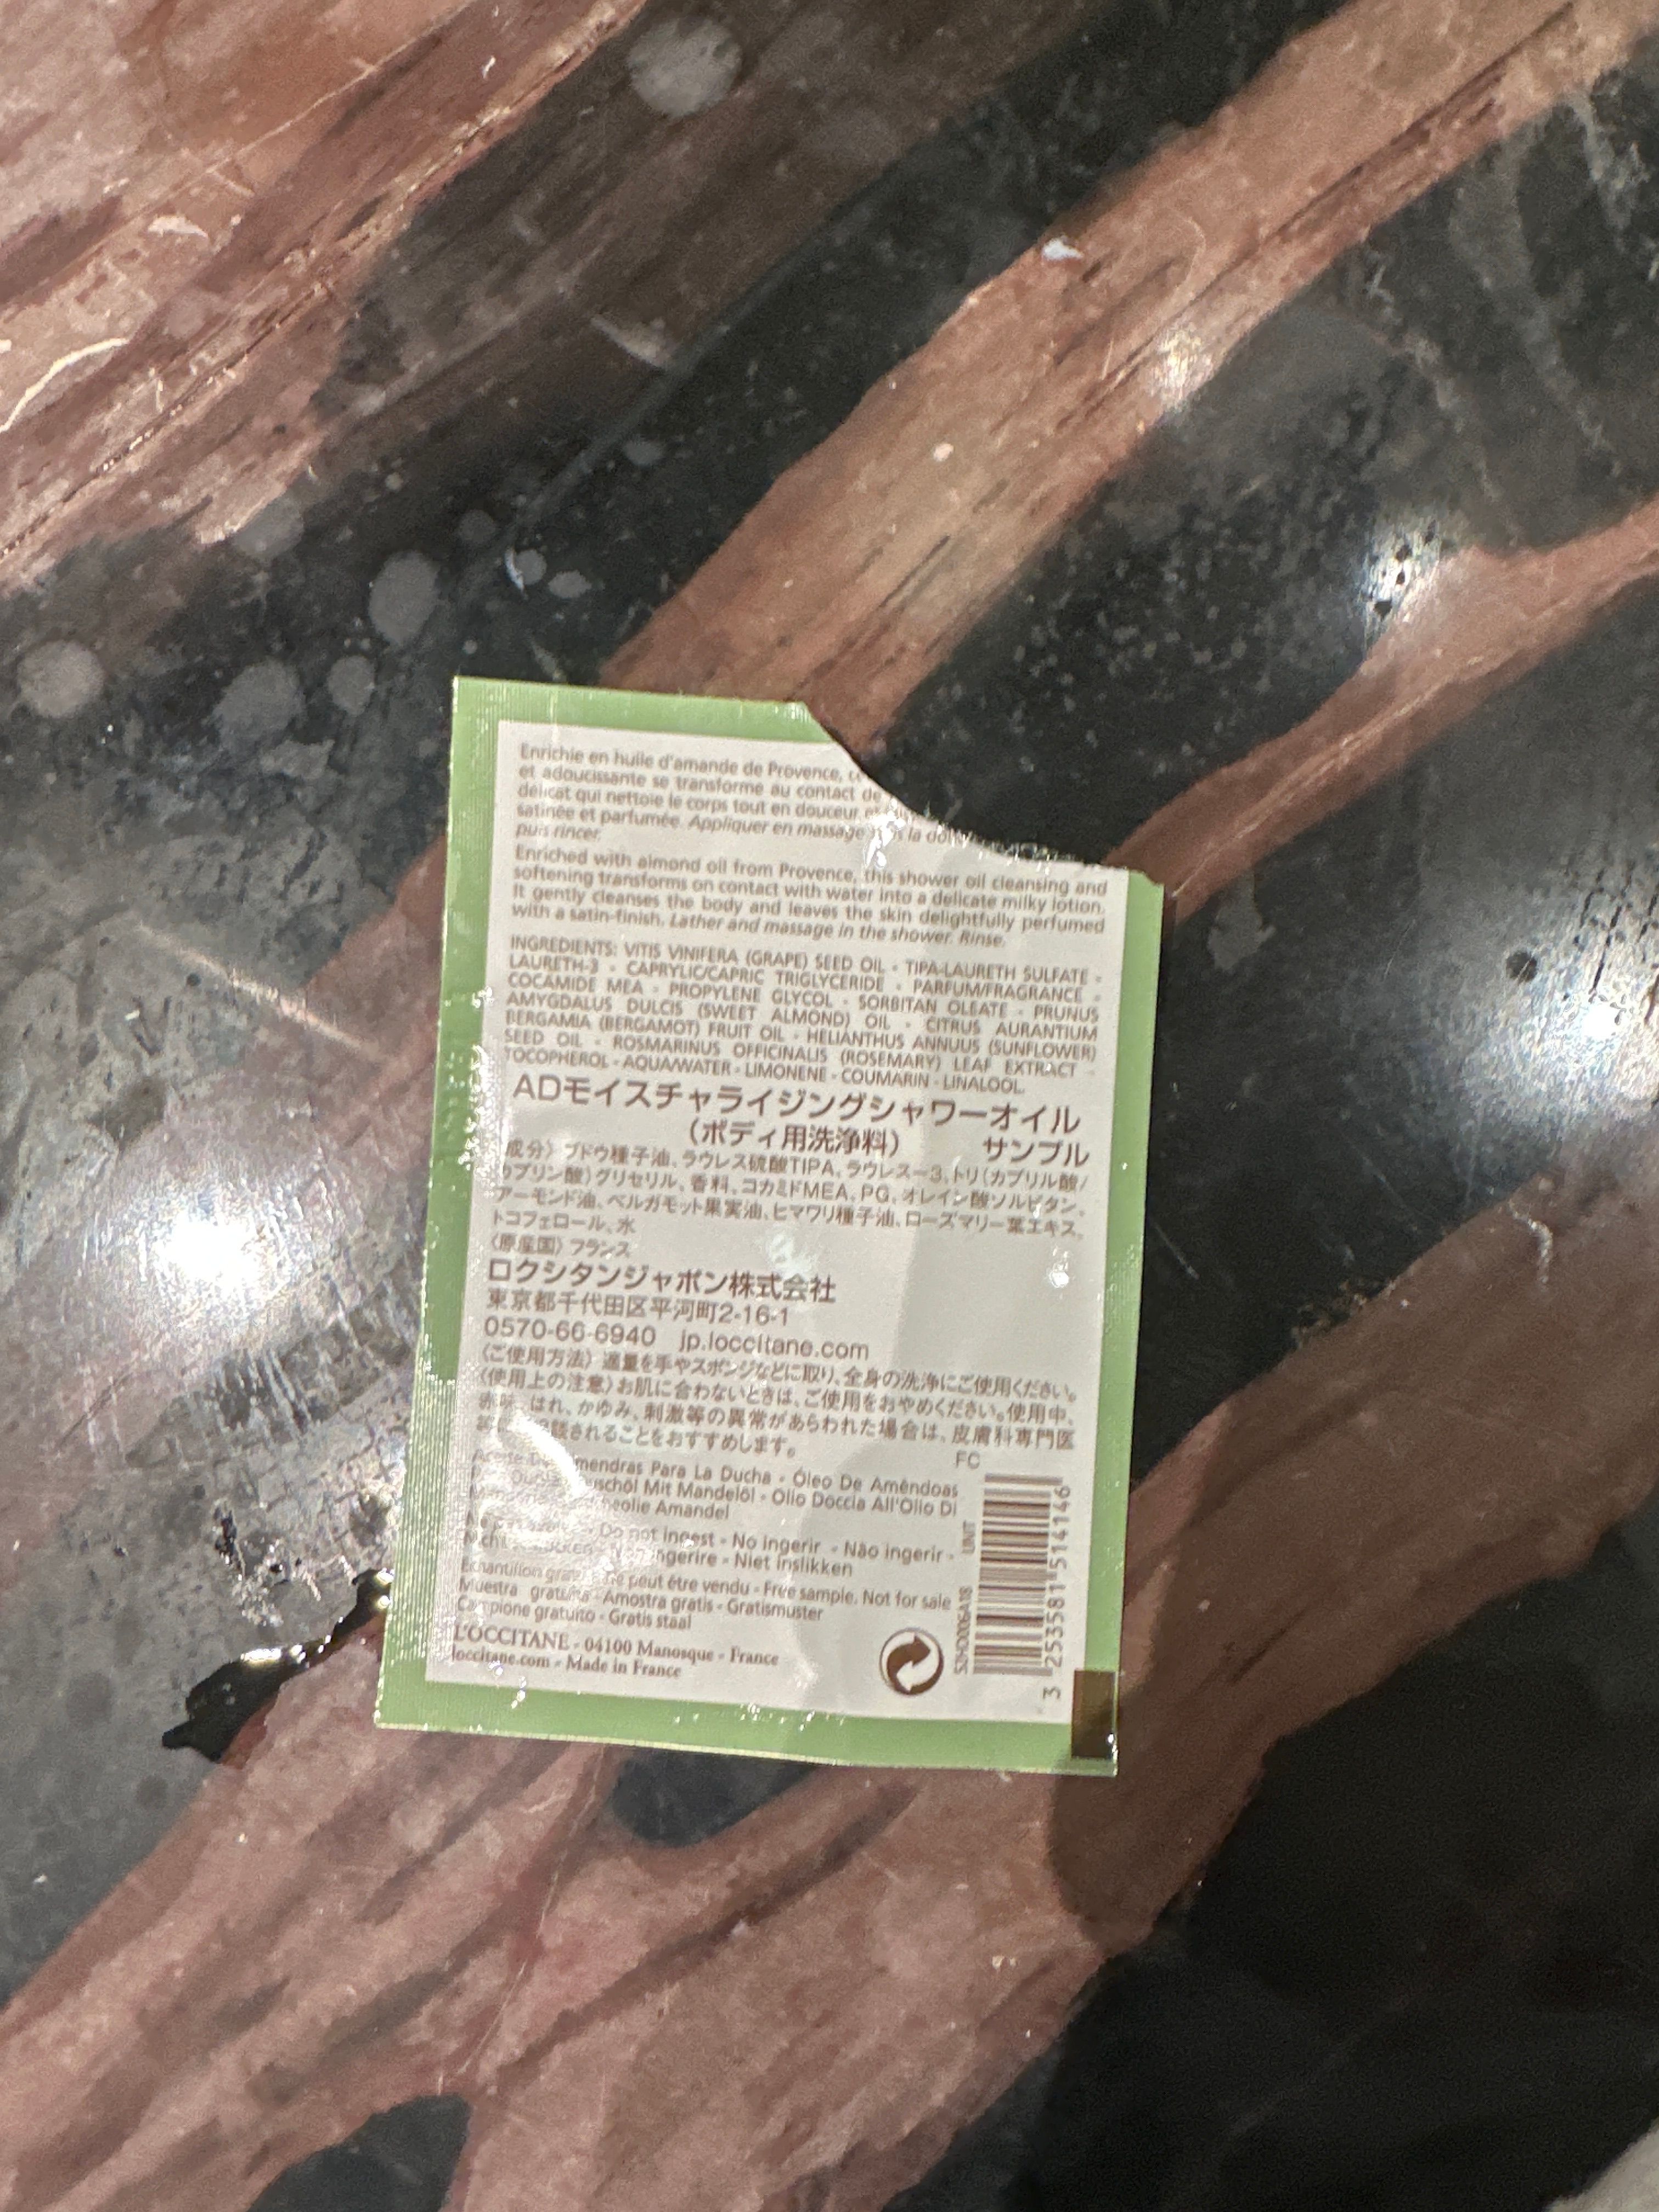 Enrichie en huile d'amande de Provence,
et adoucissante se transforme au contact de
délicat qui nettoie le corps tout en douceur
satinée et parfumée. Appliquer en massage la
puis rincer.
Enriched with almond oil from Provence, this shower oil cleansing and
softening transforms on contact with water into a delicate milky lotion.
It gently cleanses the body and leaves the skin delightfully perfumed
with a satin-finish. Lather and massage in the shower. Rinse.
INGREDIENTS: VITIS VINIFERA (GRAPE) SEED OIL - TIPA-LAURETH SULFATE -
LAURETH-3 - CAPRYLIC/CAPRIC TRIGLYCERIDE - PARFUM/FRAGRANCE -
COCAMIDE MEA - PROPYLENE GLYCOL - SORBITAN OLEATE - PRUNUS
AMYGDALUS DULCIS (SWEET ALMOND) OIL - CITRUS AURANTIUM
BERGAMIA (BERGAMOT) FRUIT OIL - HELIANTHUS ANNUUS (SUNFLOWER)
SEED OIL - ROSMARINUS OFFICINALIS (ROSEMARY) LEAF EXTRACT -
TOCOPHEROL - AQUA/WATER - LIMONENE - COUMARIN - LINALOOL.
ADモイスチャライジングシャワーオイル
(ボディ用洗浄料) サンプル
成分〉ブドウ種子油、ラウレス硫酸TIPA、ラウレス-3、トリ(カプリル酸/
カプリン酸)グリセリル、香料、コカミドMEA、PG、オレイン酸ソルビタン、
アーモンド油、ベルガモット果実油、ヒマワリ種子油、ローズマリー葉エキス、
トコフェロール、水
〈原産国〉フランス
ロクシタンジャポン株式会社
東京都千代田区平河町2-16-1
0570-66-6940 jp.loccitane.com
〈ご使用方法〉適量を手やスポンジなどに取り、全身の洗浄にご使用ください。
〈使用上の注意〉お肌に合わないときは、ご使用をおやめください。使用中、
赤味、はれ、かゆみ、刺激等の異常があらわれた場合は、皮膚科専門医
談されることをおすすめします。
FC
Aceite De mendras Para La Ducha - Óleo De Amêndoas
schöl Mit Mandelöl - Olio Doccia All'Olio Di
eolie Amandel
Do not ingest - No ingerir - Não ingerir -
ngerire - Niet inslikken
Echantillon ne peut être vendu - Free sample. Not for sale
Muestra gratuita - Amostra gratis - Gratismuster
Campione gratuito - Gratis staal
L'OCCITANE - 04100 Manosque - France
loccitane.com - Made in France
52HO006A18
UNIT
3 253581 514146